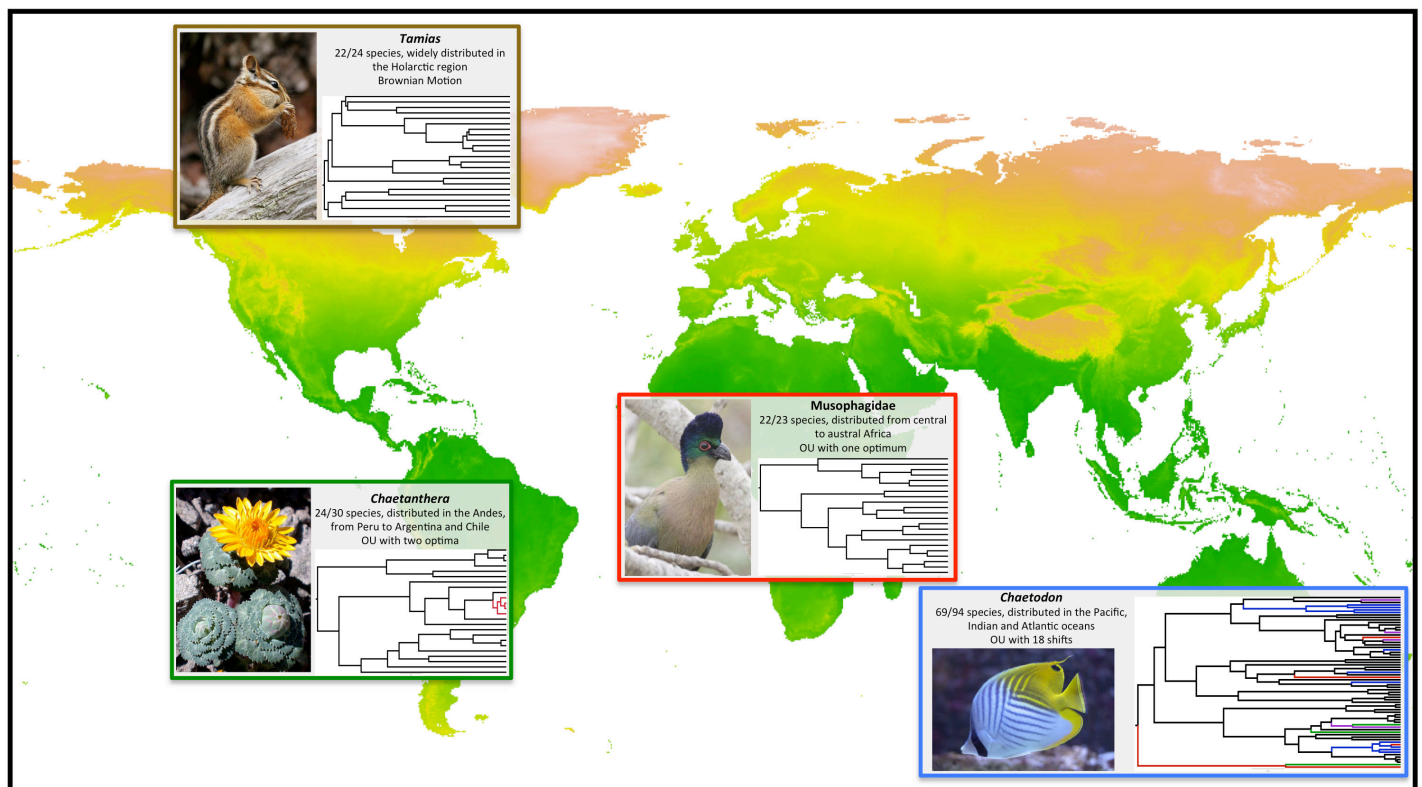 Tamias
22/24 species, widely distributed in
the Holarctic region
Brownian Motion
Musophagidae
22/23 species, distributed from central
to austral Africa
OU with one optimum
Chaetanthera
24/30 species, distributed in the Andes,
from Peru to Argentina and Chile
OU with two optima
Chaetodon
69/94 species, distributed in the Pacific,
Indian and Atlantic oceans
OU with 18 shifts